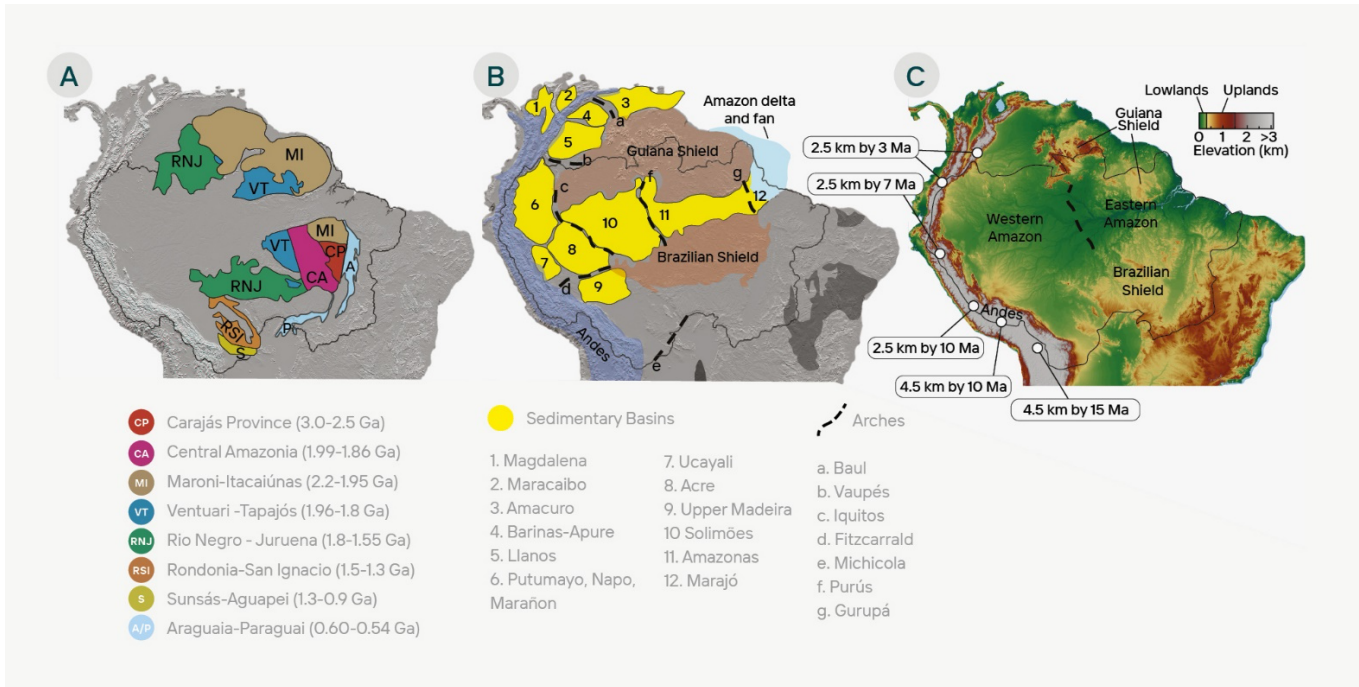 A
RNJ
MI
VT
MI
VT
CP
A
CA
RNJ
RSI
P
S
CP Carajás Province (3.0-2.5 Ga)
CA Central Amazonia (1.99-1.86 Ga)
MI Maroni-Itacaiúnas (2.2-1.95 Ga)
VT Ventuari -Tapajós (1.96-1.8 Ga)
RNJ Rio Negro - Juruena (1.8-1.55 Ga)
RSI Rondonia-San Ignacio (1.5-1.3 Ga)
S Sunsás-Aguapei (1.3-0.9 Ga)
A/P Araguaia-Paraguai (0.60-0.54 Ga)
B
1
2
3
4
a
5
b
Amazon delta
and fan
Guiana Shield
c
f
g
6
10
11
12
8
7
Brazilian Shield
d
9
Andes
e
Sedimentary Basins
1. Magdalena
2. Maracaibo
3. Amacuro
4. Barinas-Apure
5. Llanos
6. Putumayo, Napo,
Marañon
7. Ucayali
8. Acre
9. Upper Madeira
10 Solimões
11. Amazonas
12. Marajó
Arches
a. Baul
b. Vaupés
c. Iquitos
d. Fitzcarrald
e. Michicola
f. Purús
g. Gurupá
C
Lowlands Uplands
0 1 2 >3
Elevation (km)
Guiana
Shield
2.5 km by 3 Ma
2.5 km by 7 Ma
Western
Amazon
Eastern
Amazon
Brazilian
Shield
Andes
2.5 km by 10 Ma
4.5 km by 10 Ma
4.5 km by 15 Ma